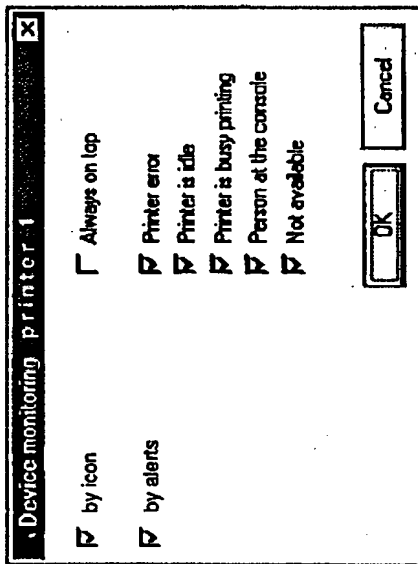 Device monitoring printer 1
by icon
Always on top
by alerts
Printer error
Printer is idle
Printer is busy printing
Person at the console
Not available
OK
Cancel